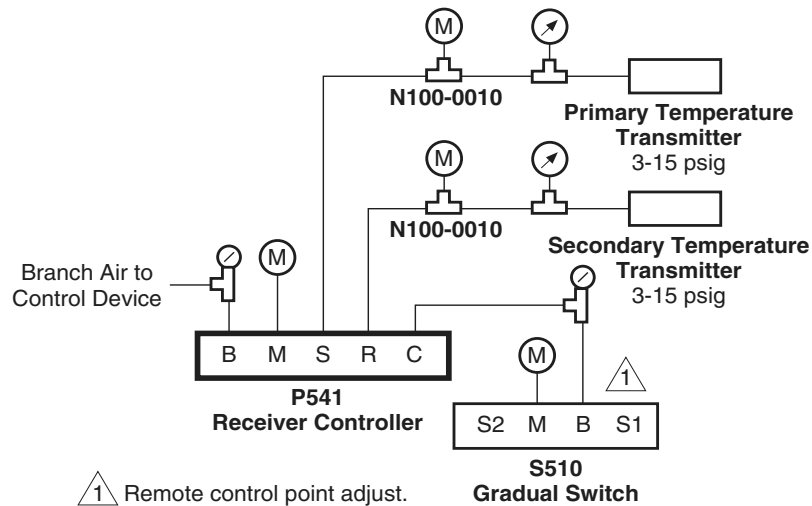 M
N100-0010
Primary Temperature
Transmitter
3-15 psig
M
N100-0010
Secondary Temperature
Transmitter
3-15 psig
Branch Air to
Control Device
M
B M S R C
P541
Receiver Controller
M
1
S2 M B S1
S510
Gradual Switch
1 Remote control point adjust.